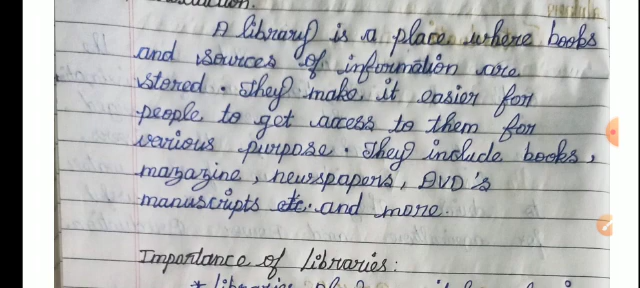 A library is a place where books
and sources of information are
stored. They make it easier for
people to get access to them for
various purpose. They include books,
magazine, newspapers, DVD's
manuscripts etc. and more.
Importance of Libraries: